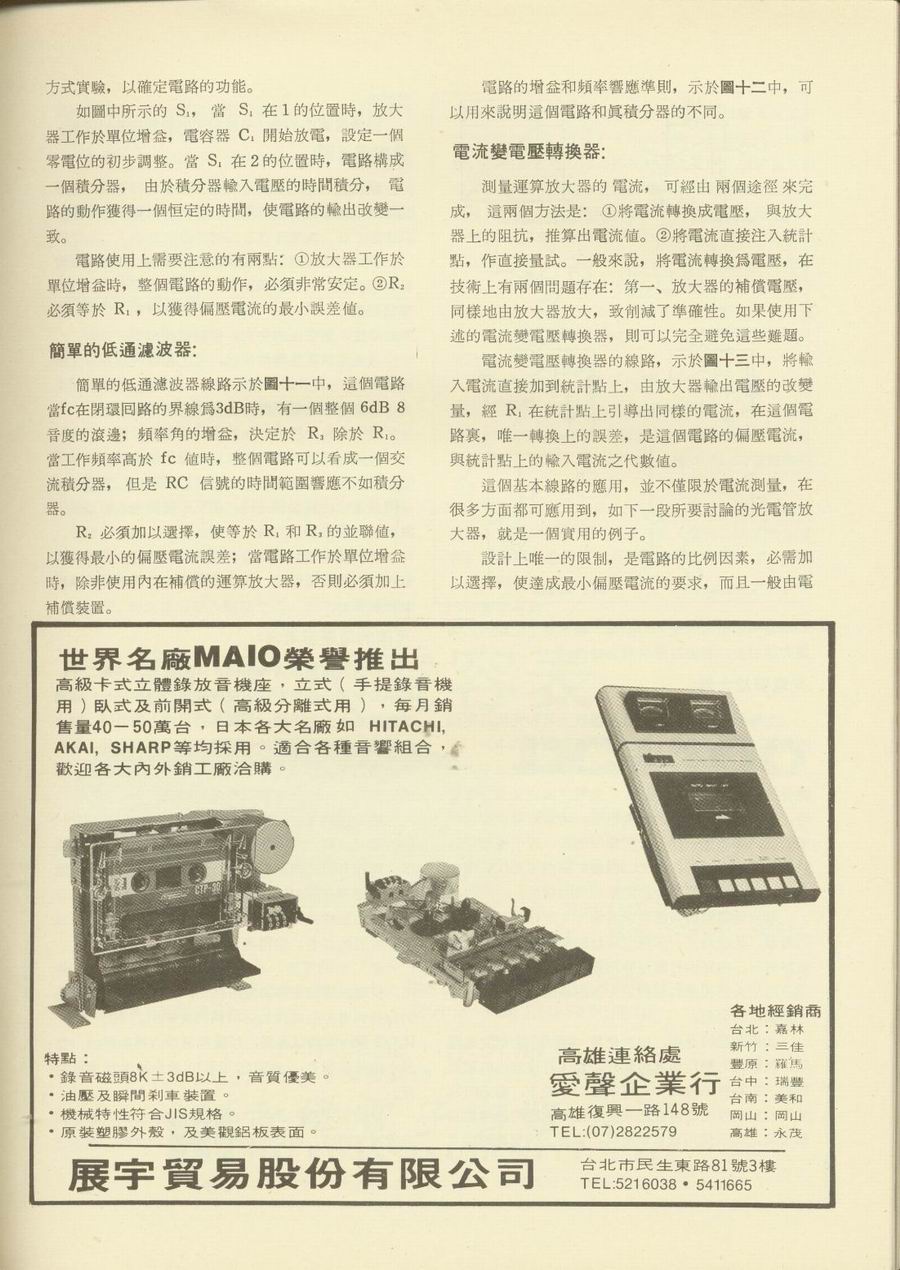 方式實驗，以確定電路的功能。
如圖中所示的 S₁， 當 S₁ 在1的位置時，放大
器工作於單位增益，電容器 C₁ 開始放電，設定一個
零電位的初步調整。當 S₁ 在2的位置時，電路構成
一個積分器， 由於積分器輸入電壓的時間積分， 電
路的動作獲得一個恒定的時間，使電路的輸出改變一
致。
電路使用上需要注意的有兩點：①放大器工作於
單位增益時，整個電路的動作，必須非常安定。②R₂
必須等於 R₁ ，以獲得偏壓電流的最小誤差値。
簡單的低通濾波器：
簡單的低通濾波器線路示於圖十一中，這個電路
當fc在閉環回路的界線爲3dB時，有一個整個 6dB 8
音度的滾邊；頻率角的增益，決定於 R₃ 除於 R₁。
當工作頻率高於 fc 値時，整個電路可以看成一個交
流積分器， 但是 RC 信號的時間範圍響應不如積分
器。
R₂ 必須加以選擇，使等於 R₁ 和 R₃ 的並聯値，
以獲得最小的偏壓電流誤差；當電路工作於單位增益
時，除非使用內在補償的運算放大器，否則必須加上
補償裝置。
電路的增益和頻率響應準則，示於圖十二中，可
以用來說明這個電路和眞積分器的不同。
電流變電壓轉換器：
測量運算放大器的 電流， 可經由 兩個途徑 來完
成， 這兩個方法是： ①將電流轉換成電壓， 與放大
器上的阻抗，推算出電流値。②將電流直接注入統計
點，作直接量試。一般來說，將電流轉換爲電壓，在
技術上有兩個問題存在：第一、放大器的補償電壓，
同樣地由放大器放大，致削減了準確性。如果使用下
述的電流變電壓轉換器，則可以完全避免這些難題。
電流變電壓轉換器的線路，示於圖十三中，將輸
入電流直接加到統計點上，由放大器輸出電壓的改變
量，經 R₁ 在統計點上引導出同樣的電流，在這個電
路裏，唯一轉換上的誤差，是這個電路的偏壓電流，
與統計點上的輸入電流之代數値。
這個基本線路的應用，並不僅限於電流測量，在
很多方面都可應用到，如下一段所要討論的光電管放
大器，就是一個實用的例子。
設計上唯一的限制，是電路的比例因素，必需加
以選擇，使達成最小偏壓電流的要求，而且一般由電
世界名廠MAIO榮譽推出
高級卡式立體錄放音機座，立式（手提錄音機
用）臥式及前開式（高級分離式用），每月銷
售量40－50萬台，日本各大名廠如 HITACHI,
AKAI, SHARP等均採用。適合各種音響組合，
歡迎各大內外銷工廠洽購。
CTP-90
特點：
•錄音磁頭8K±3dB以上，音質優美。
•油壓及瞬間刹車裝置。
•機械特性符合JIS規格。
•原裝塑膠外殼，及美觀鋁板表面。
高雄連絡處
愛聲企業行
高雄復興一路148號
TEL:(07)2822579
各地經銷商
台北：嘉林
新竹：三佳
豐原：羅馬
台中：瑞豐
台南：美和
岡山：岡山
高雄：永茂
展宇貿易股份有限公司
台北市民生東路81號3樓
TEL:5216038 • 5411665